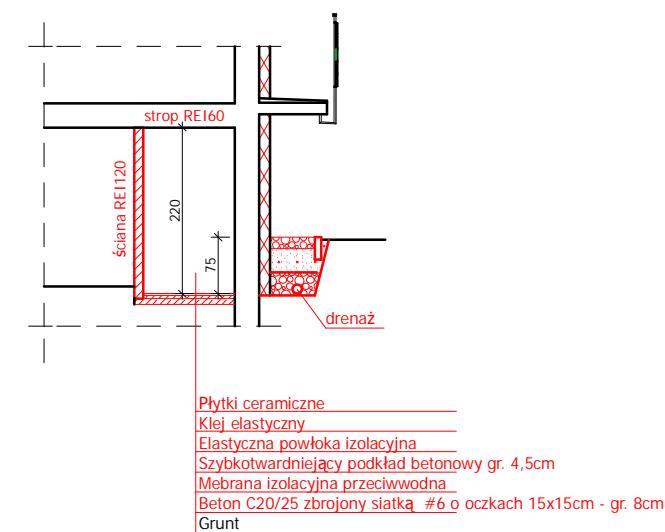 strop REI60
ściana REI120
220
75
drenaż
Płytki ceramiczne
Klej elastyczny
Elastyczna powłoka izolacyjna
Szybkotwardniejący podkład betonowy gr. 4,5cm
Mebrana izolacyjna przeciwwodna
Beton C20/25 zbrojony siatką #6 o oczkach 15x15cm - gr. 8cm
Grunt